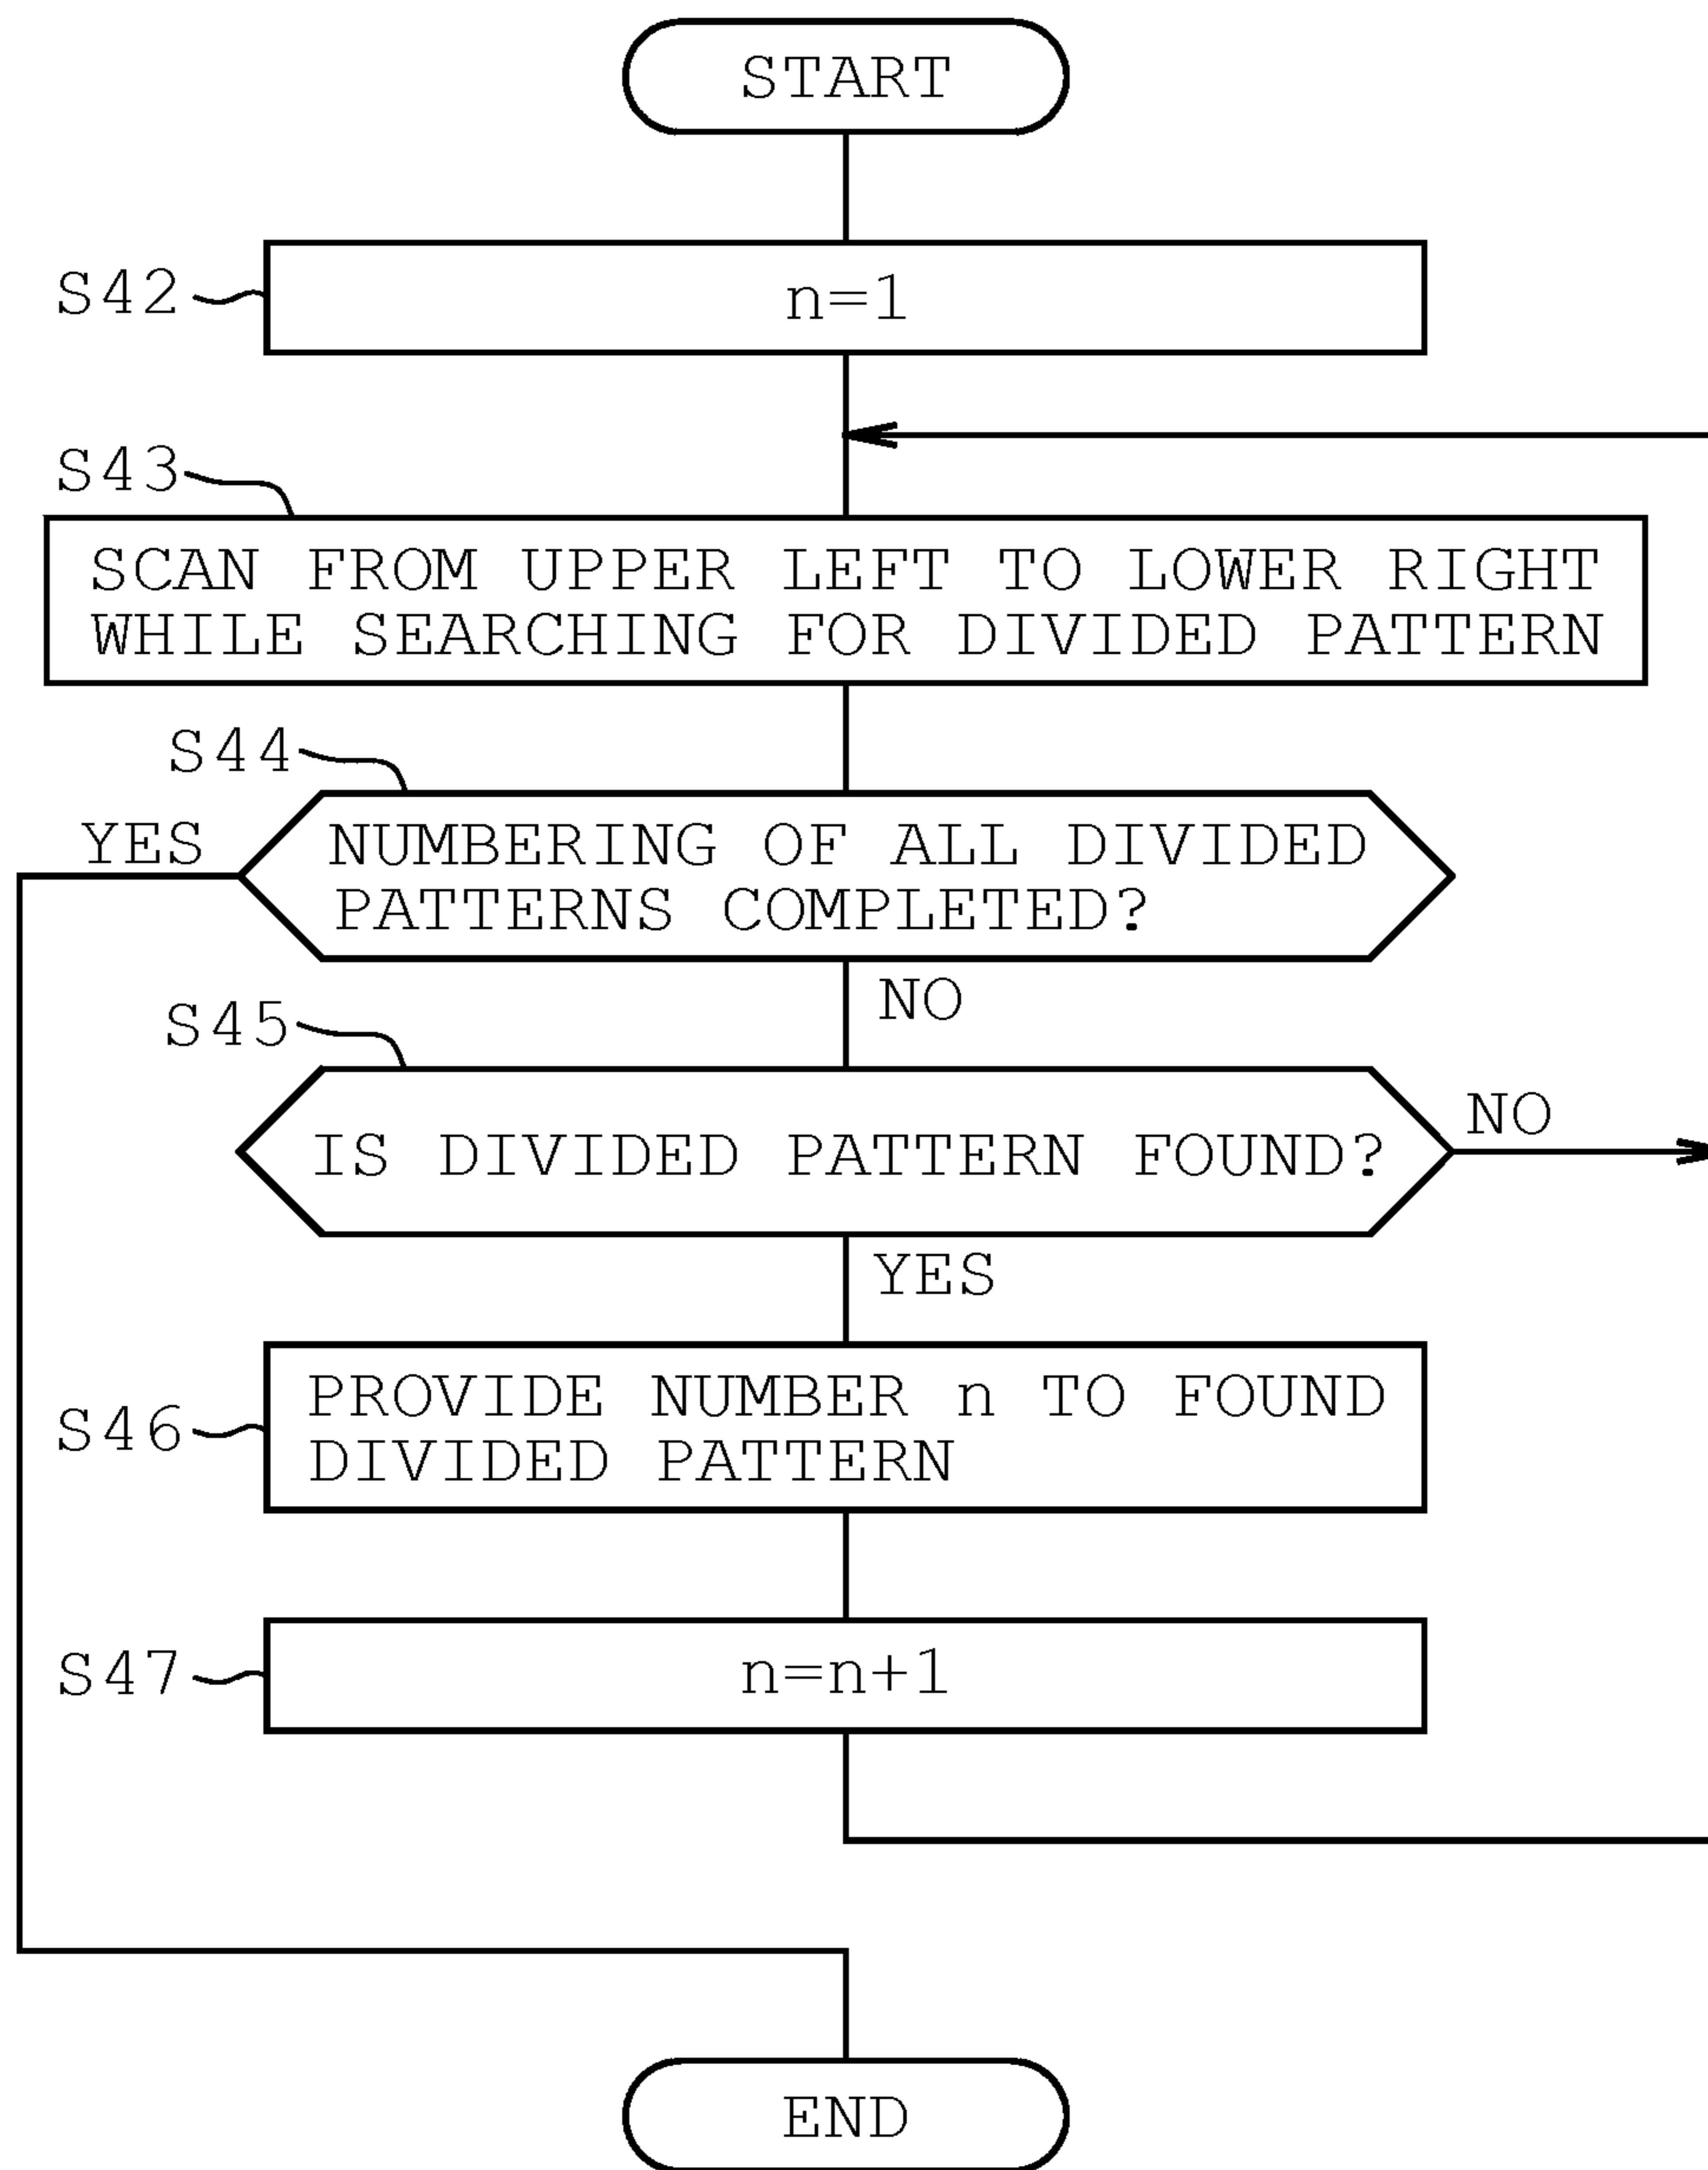 START
S42
n=1
S43
SCAN FROM UPPER LEFT TO LOWER RIGHT
WHILE SEARCHING FOR DIVIDED PATTERN
S44
YES
NUMBERING OF ALL DIVIDED
PATTERNS COMPLETED?
NO
S45
IS DIVIDED PATTERN FOUND?
NO
YES
S46
PROVIDE NUMBER n TO FOUND
DIVIDED PATTERN
S47
n=n+1
END